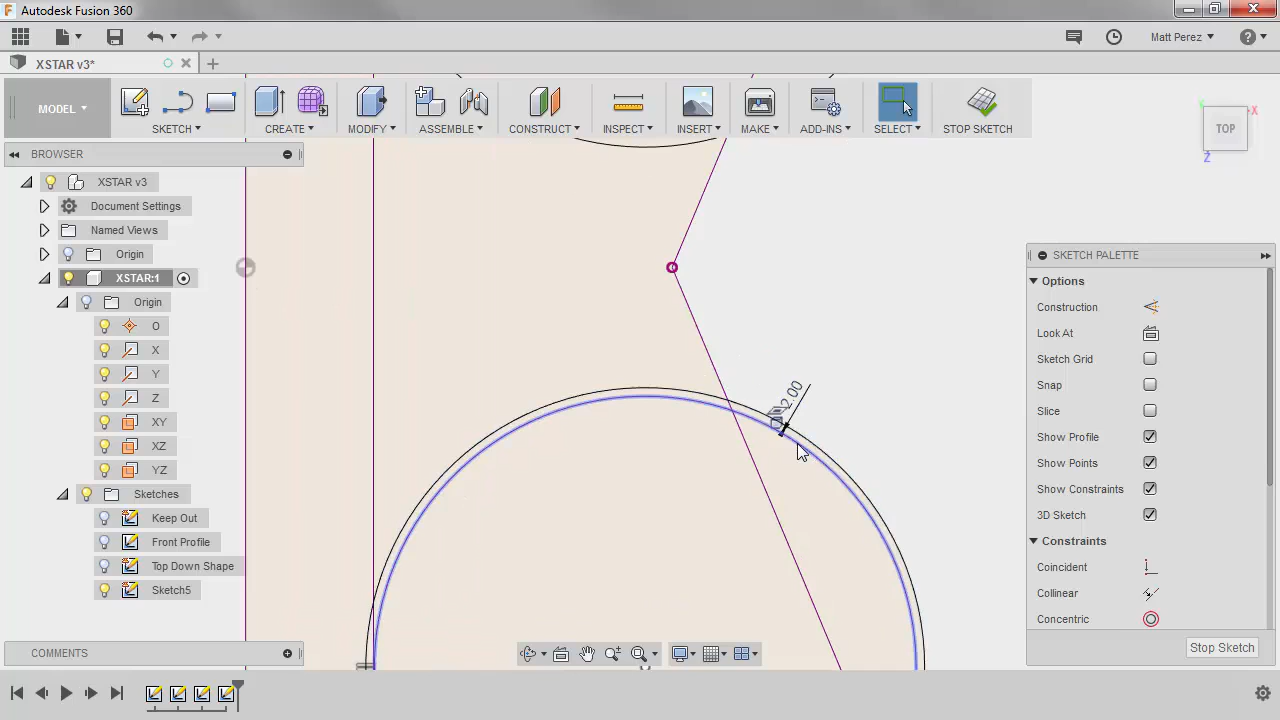 Autodesk Fusion 360
Matt Perez
XSTAR v3*
MODEL
SKETCH
CREATE
MODIFY
ASSEMBLE
CONSTRUCT
INSPECT
INSERT
MAKE
ADD-INS
SELECT
STOP SKETCH
TOP
X
Z
BROWSER
XSTAR v3
Document Settings
Named Views
Origin
XSTAR:1
Origin
O
X
Y
Z
XY
XZ
YZ
Sketches
Keep Out
Front Profile
Top Down Shape
Sketch5
2.00
SKETCH PALETTE
Options
Construction
Look At
Sketch Grid
Snap
Slice
Show Profile
Show Points
Show Constraints
3D Sketch
Constraints
Coincident
Collinear
Concentric
Stop Sketch
COMMENTS